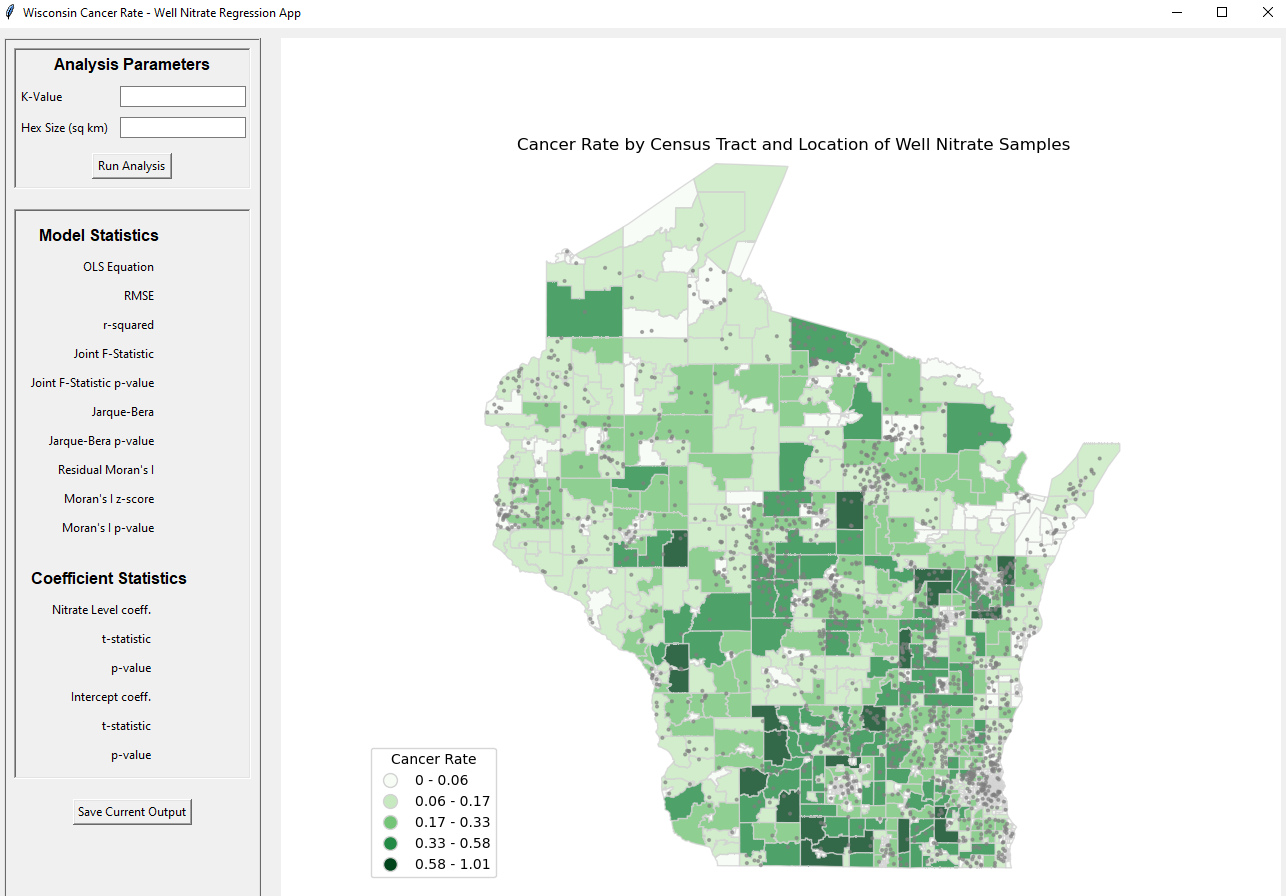 Wisconsin Cancer Rate - Well Nitrate Regression App
Analysis Parameters
K-Value
Hex Size (sq km)
Run Analysis
Model Statistics
OLS Equation
RMSE
r-squared
Joint F-Statistic
Joint F-Statistic p-value
Jarque-Bera
Jarque-Bera p-value
Residual Moran's I
Moran's I z-score
Moran's I p-value
Coefficient Statistics
Nitrate Level coeff.
t-statistic
p-value
Intercept coeff.
t-statistic
p-value
Save Current Output
Cancer Rate by Census Tract and Location of Well Nitrate Samples
Cancer Rate
0 - 0.06
0.06 - 0.17
0.17 - 0.33
0.33 - 0.58
0.58 - 1.01